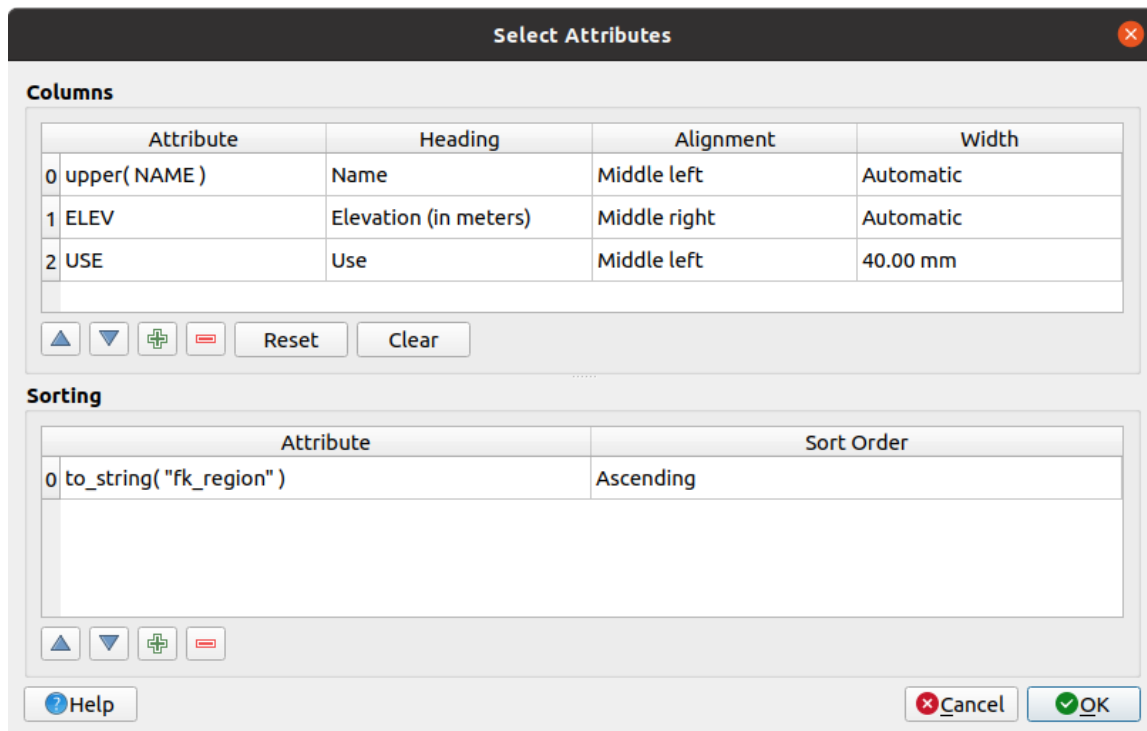 Select Attributes
Columns
Attribute Heading Alignment Width
0 upper( NAME ) Name Middle left Automatic
1 ELEV Elevation (in meters) Middle right Automatic
2 USE Use Middle left 40.00 mm
Reset Clear
Sorting
Attribute Sort Order
0 to_string( "fk_region" ) Ascending
Help Cancel OK